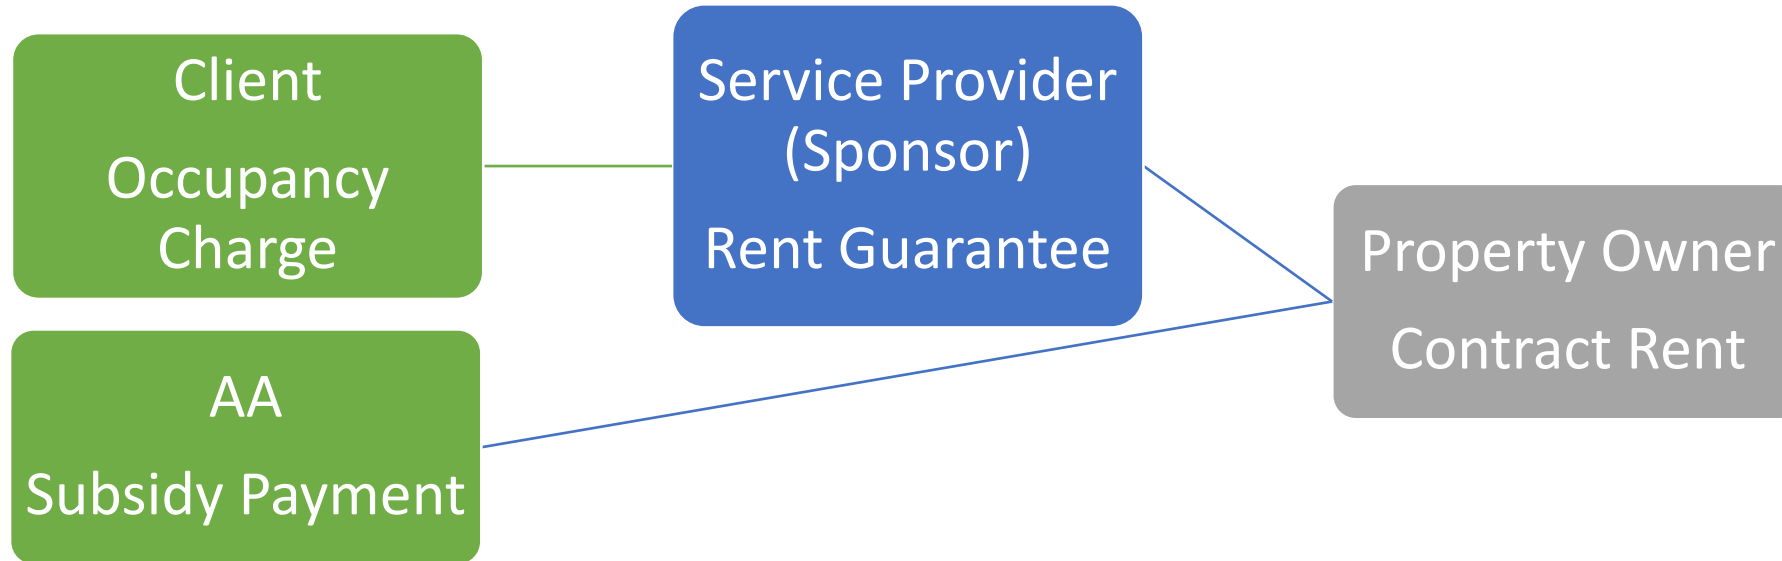 Client
Occupancy
Charge
Service Provider
(Sponsor)
Rent Guarantee
Property Owner
Contract Rent
AA
Subsidy Payment